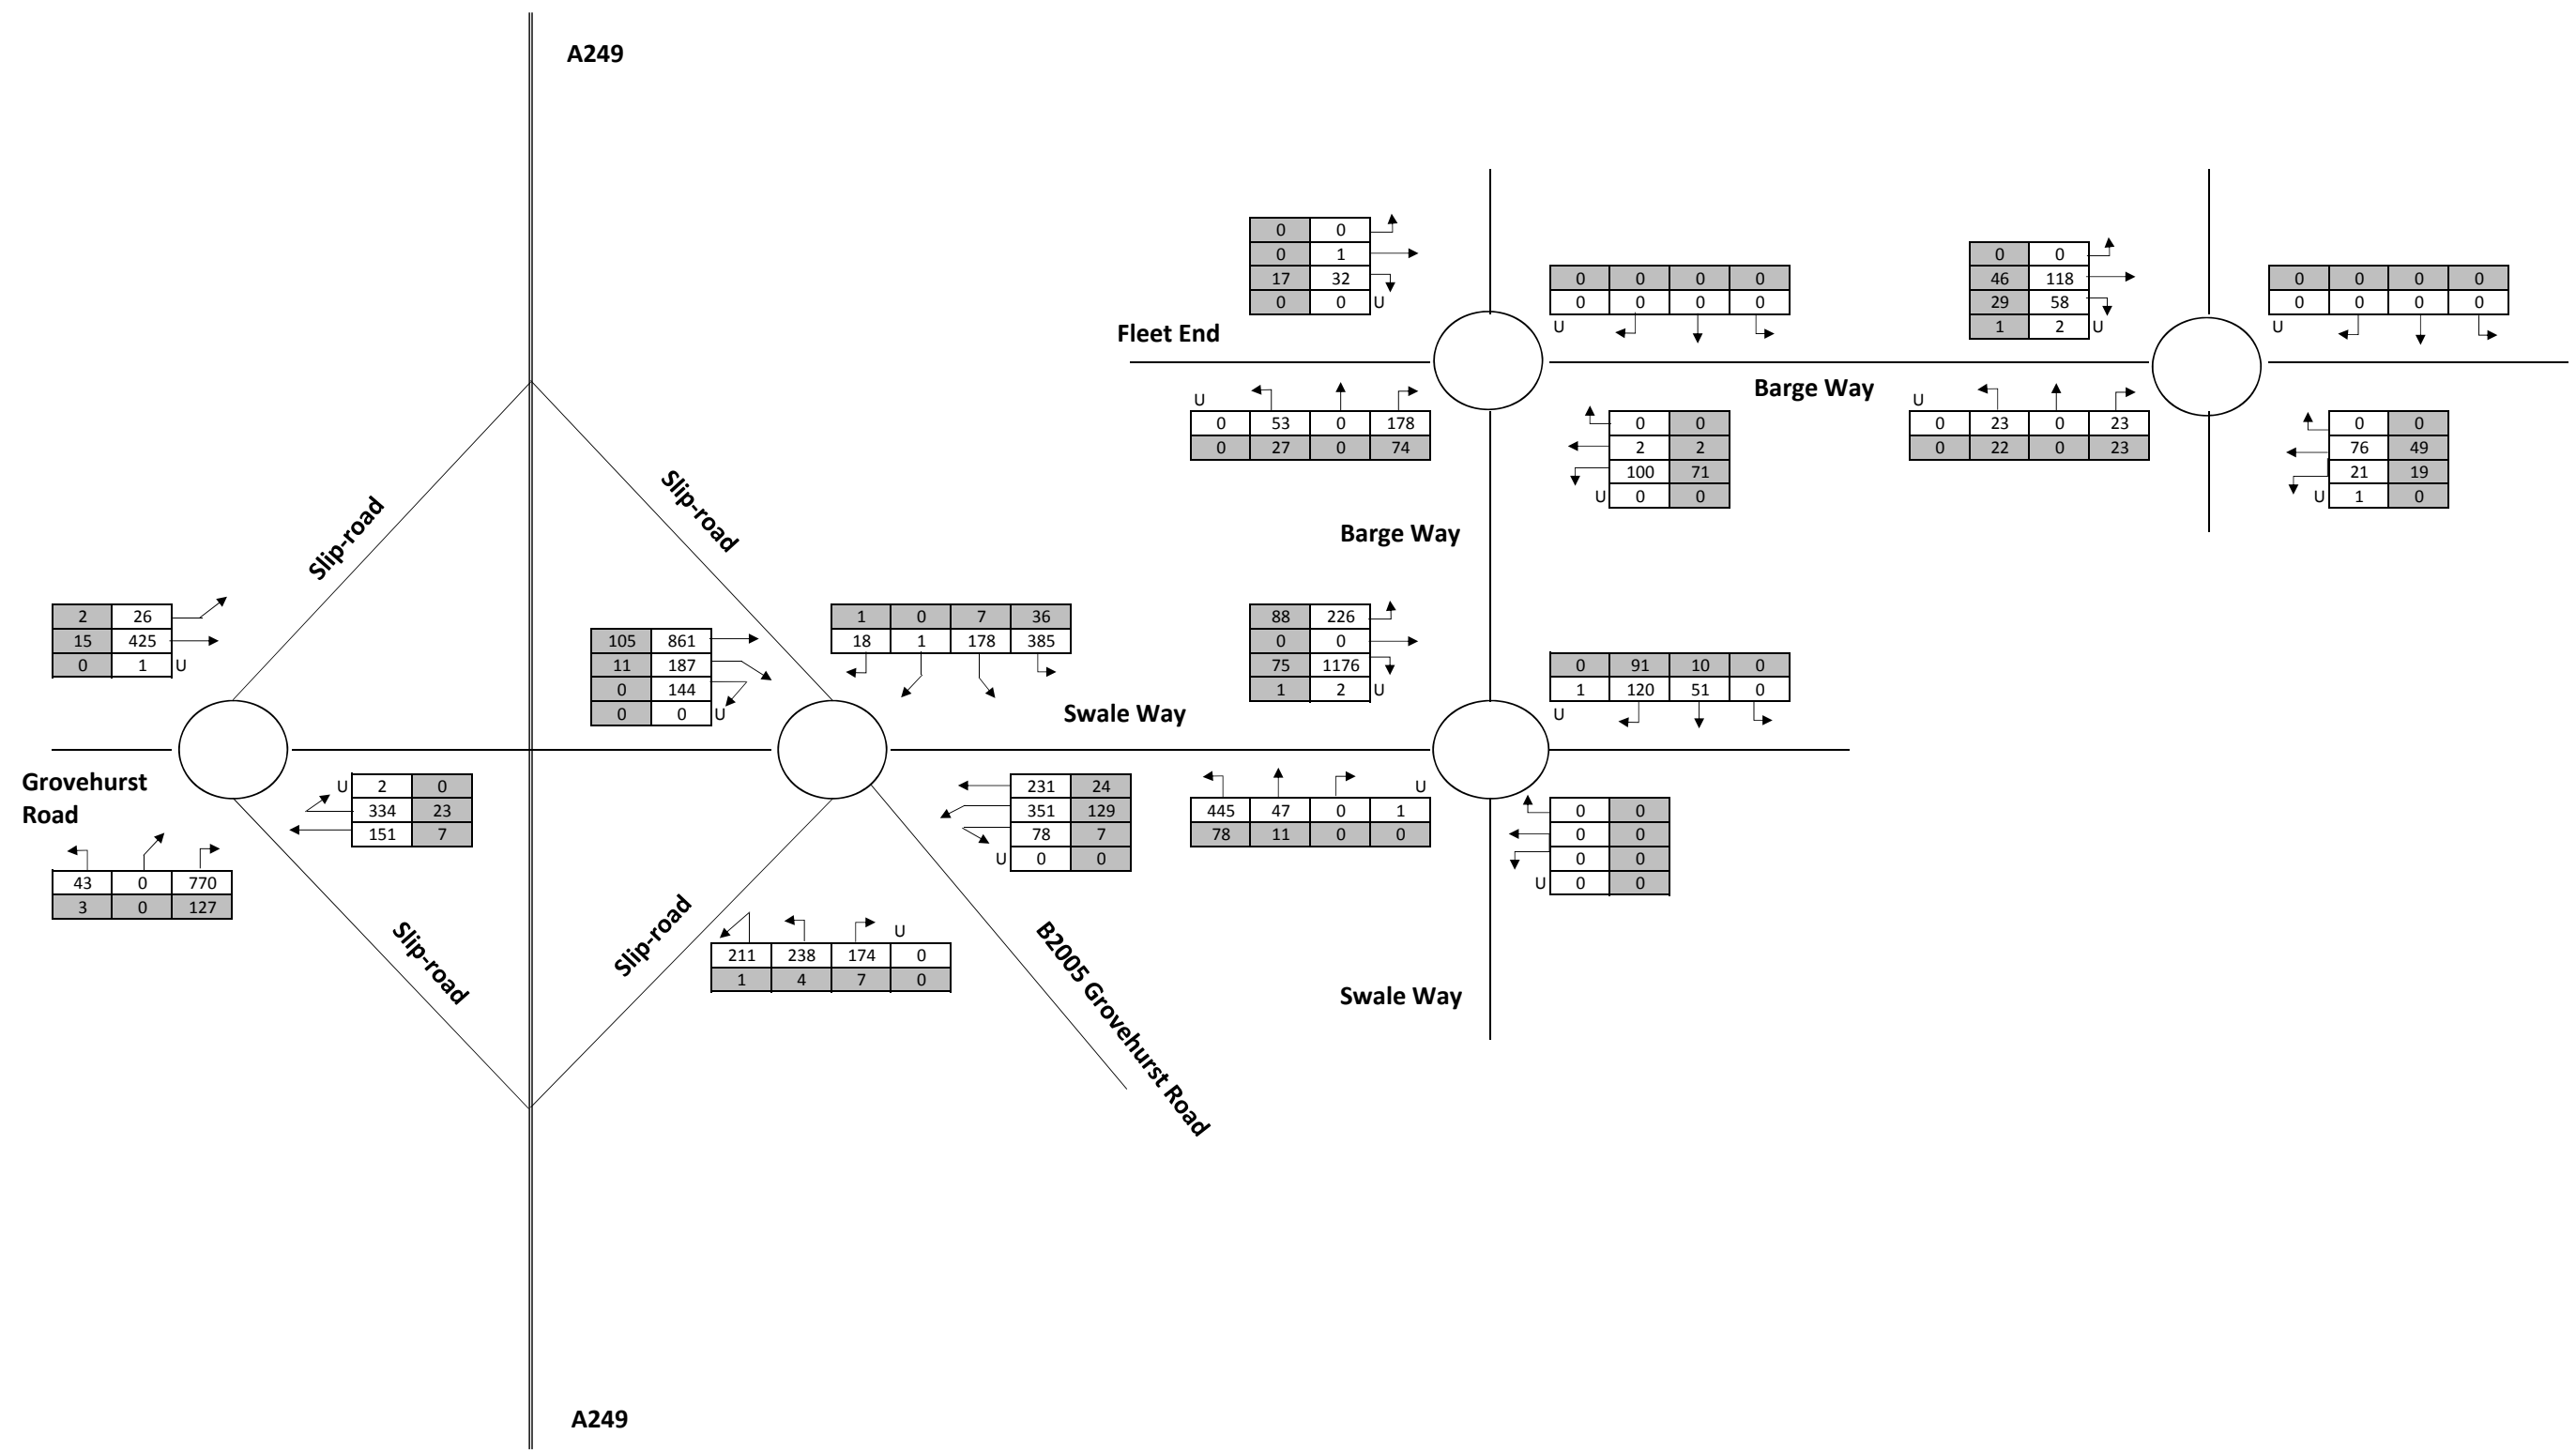 A249
0 0
0 1
17 32
0 0 U
0 0 0 0
0 0 0 0
U
0 0
46 118
29 58
1 2 U
0 0 0 0
0 0 0 0
U
Fleet End
Barge Way
U
0 53 0 178
0 27 0 74
0 0
2 2
100 71
U 0 0
U
0 23 0 23
0 22 0 23
0 0
76 49
21 19
U 1 0
Slip-road
Slip-road
Barge Way
2 26
15 425
0 1 U
105 861
11 187
0 144
0 0 U
1 0 7 36
18 1 178 385
Swale Way
88 226
0 0
75 1176
1 2 U
0 91 10 0
1 120 51 0
U
Grovehurst
Road
U 2 0
334 23
151 7
231 24
351 129
78 7
U 0 0
U
445 47 0 1
78 11 0 0
0 0
0 0
0 0
U 0 0
43 0 770
3 0 127
Slip-road
Slip-road
U
211 238 174 0
1 4 7 0
B2005 Grovehurst Road
Swale Way
A249